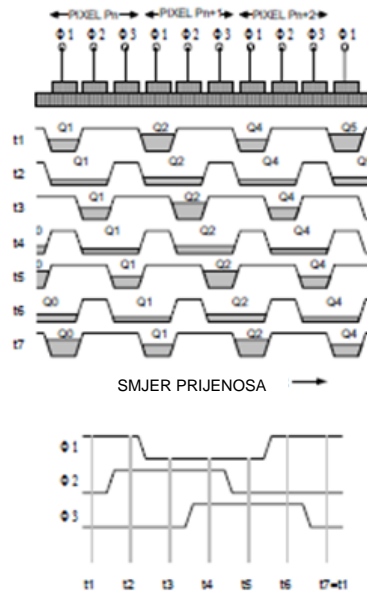 PIXEL Pn PIXEL Pn+1 PIXEL Pn+2
Φ1 Φ2 Φ3 Φ1 Φ2 Φ3 Φ1 Φ2 Φ3 Φ1
t1 Q1 Q2 Q4 Q5
t2 Q1 Q2 Q4
t3 Q1 Q2 Q4
t4 Q1 Q2 Q4
t5 Q1 Q2 Q4
t6 Q0 Q1 Q2 Q4
t7 Q0 Q1 Q2 Q4
SMJER PRIJENOSA
Φ1
Φ2
Φ3
t1 t2 t3 t4 t5 t6 t7=t1